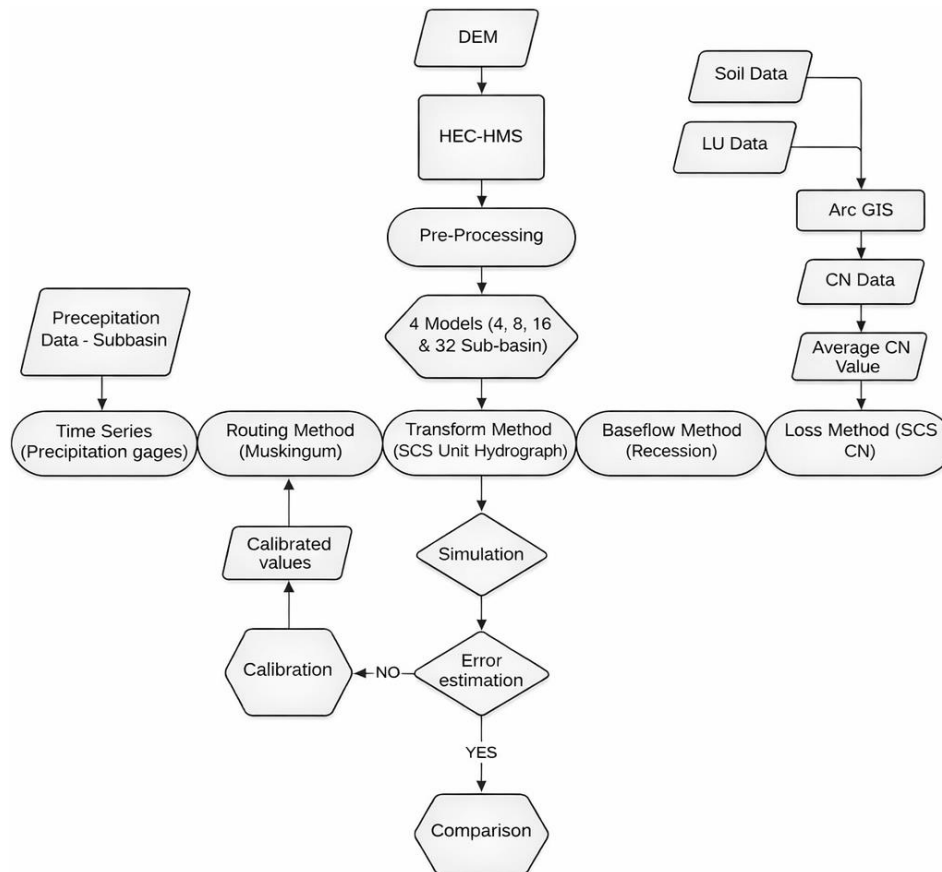 DEM
Soil Data
HEC-HMS
LU Data
Arc GIS
Pre-Processing
CN Data
Precepitation
Data - Subbasin
4 Models (4, 8, 16
& 32 Sub-basin)
Average CN
Value
Time Series
(Precipitation gages)
Routing Method
(Muskingum)
Transform Method
(SCS Unit Hydrograph)
Baseflow Method
(Recession)
Loss Method (SCS
CN)
Calibrated
values
Simulation
Calibration
NO
Error
estimation
YES
Comparison